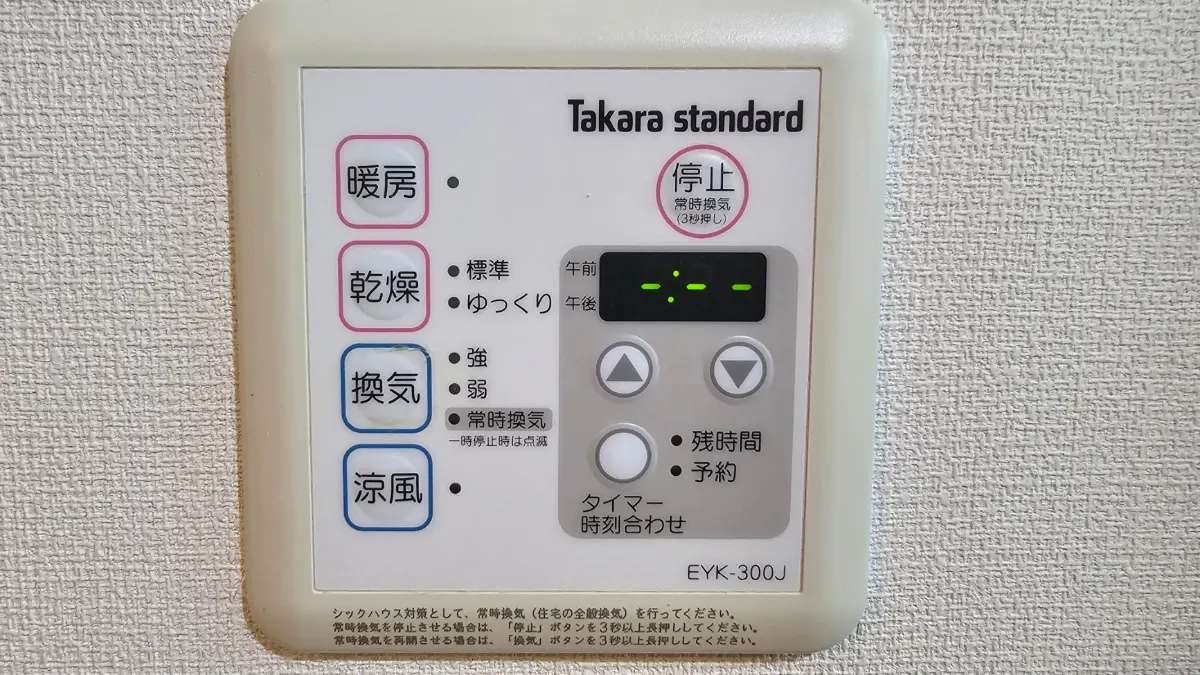 Takara standard
暖房
停止
常時換気
(3秒押し)
乾燥
標準
ゆっくり
午前
午後
-:--
換気
強
弱
常時換気
一時停止時は点滅
涼風
残時間
予約
タイマー
時刻合わせ
EYK-300J
シックハウス対策として、常時換気(住宅の全般換気)を行ってください。
常時換気を停止させる場合は、「停止」ボタンを3秒以上長押ししてください。
常時換気を再開させる場合は、「換気」ボタンを3秒以上長押ししてください。